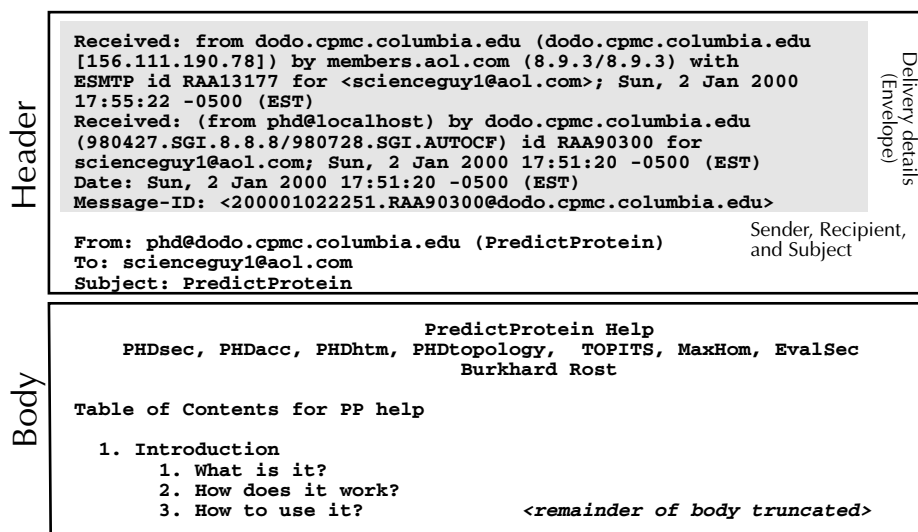 Header
Received: from dodo.cpmc.columbia.edu (dodo.cpmc.columbia.edu
[156.111.190.78]) by members.aol.com (8.9.3/8.9.3) with
ESMTP id RAA13177 for <scienceguy1@aol.com>; Sun, 2 Jan 2000
17:55:22 -0500 (EST)
Received: (from phd@localhost) by dodo.cpmc.columbia.edu
(980427.SGI.8.8.8/980728.SGI.AUTOCF) id RAA90300 for
scienceguy1@aol.com; Sun, 2 Jan 2000 17:51:20 -0500 (EST)
Date: Sun, 2 Jan 2000 17:51:20 -0500 (EST)
Message-ID: <200001022251.RAA90300@dodo.cpmc.columbia.edu>
Delivery details
(Envelope)
From: phd@dodo.cpmc.columbia.edu (PredictProtein)
To: scienceguy1@aol.com
Subject: PredictProtein
Sender, Recipient,
and Subject
Body
PredictProtein Help
PHDsec, PHDacc, PHDhtm, PHDtopology, TOPITS, MaxHom, EvalSec
Burkhard Rost
Table of Contents for PP help
1. Introduction
1. What is it?
2. How does it work?
3. How to use it? <remainder of body truncated>